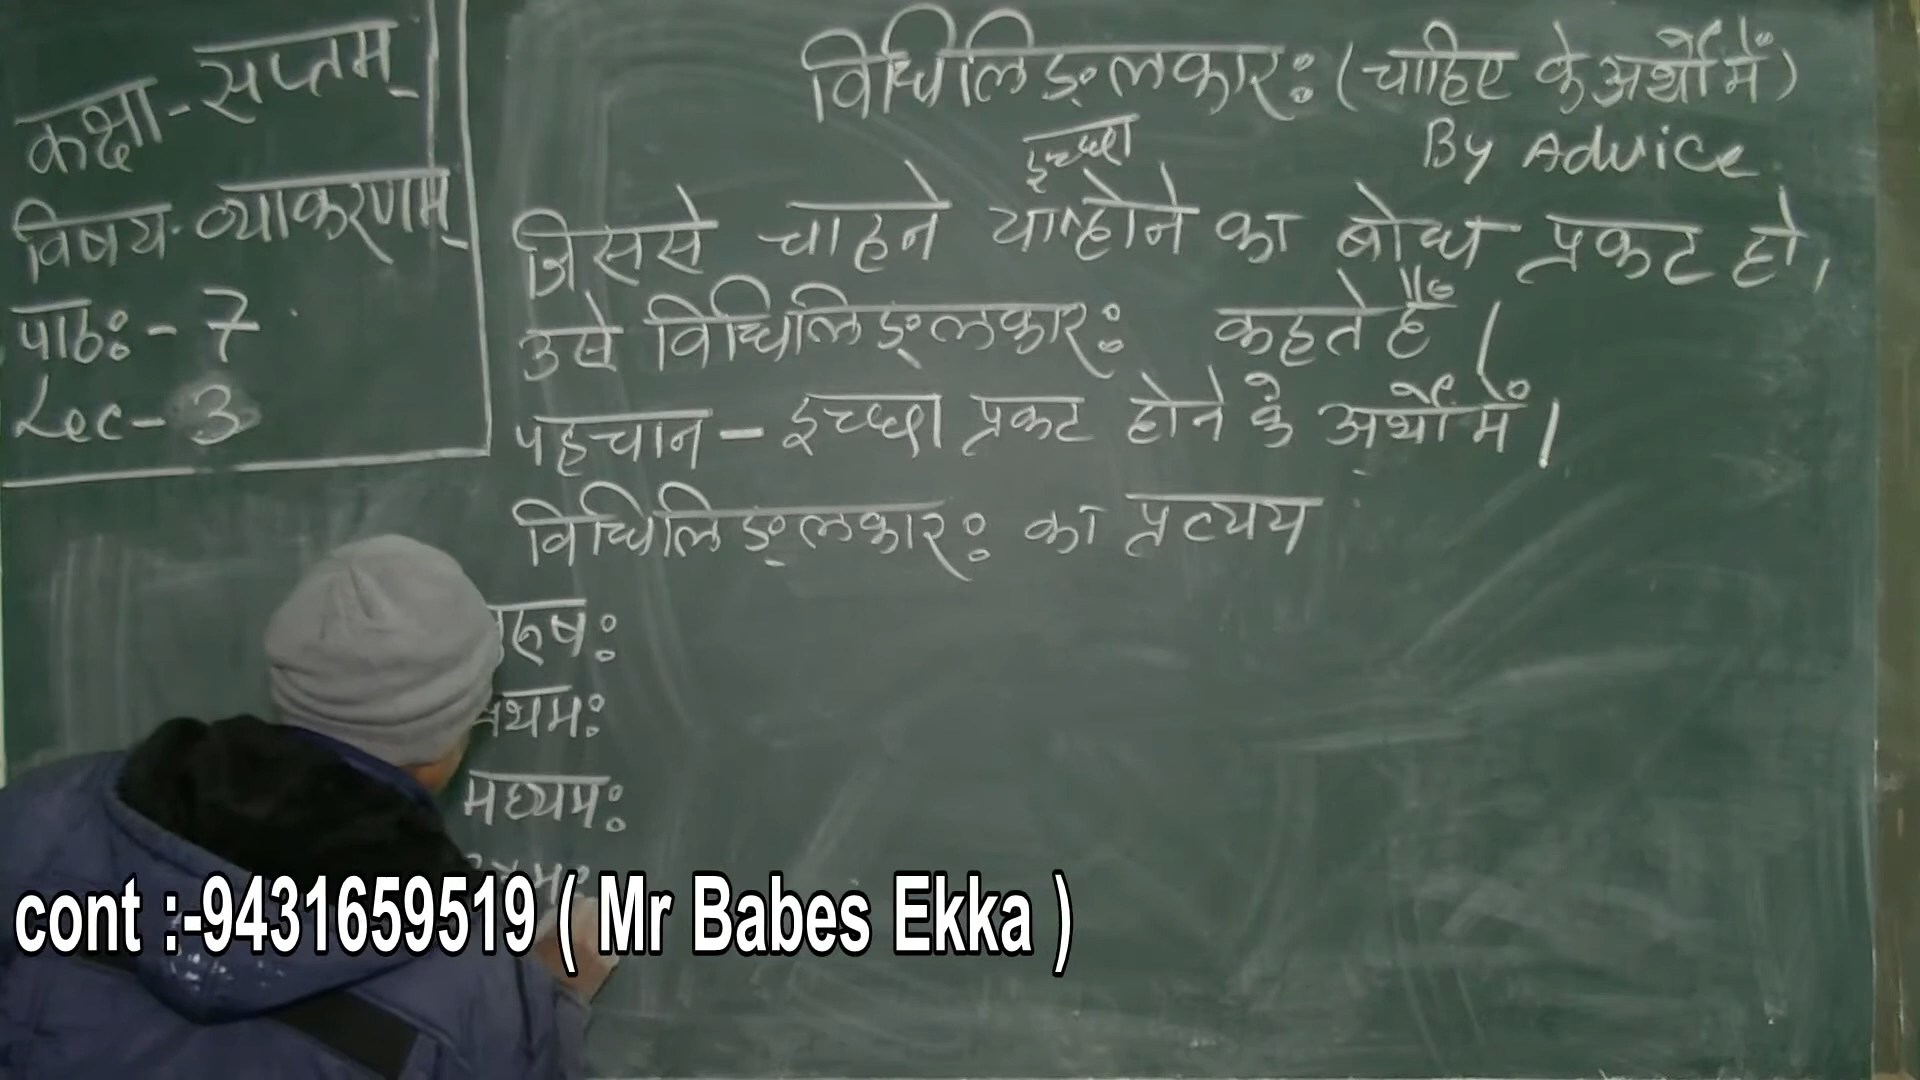 कक्षा - सप्तम्
विषय - व्याकरणम्
पाठः - 7
Lec - 3
विधिलिङ्लकारः (चाहिए के अर्थों में)
By Advice
इच्छा
जिससे चाहने या होने का बोध प्रकट हो,
उसे विधिलिङ्लकारः कहते हैं।
पहचान - इच्छा प्रकट होने के अर्थों में।
विधिलिङ्लकारः का प्रत्यय
रूषः
थमः
मध्यमः
cont :-9431659519 ( Mr Babes Ekka )